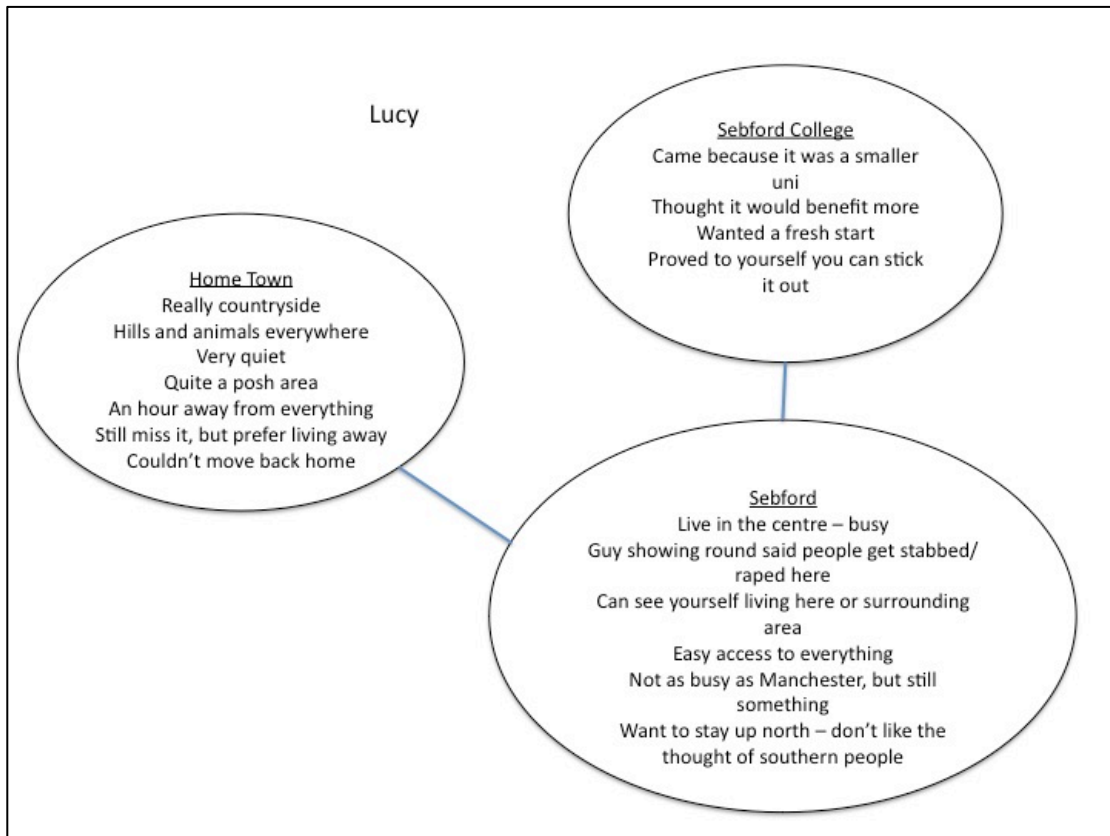 Lucy
Sebford College
Came because it was a smaller
uni
Thought it would benefit more
Wanted a fresh start
Proved to yourself you can stick
it out
Home Town
Really countryside
Hills and animals everywhere
Very quiet
Quite a posh area
An hour away from everything
Still miss it, but prefer living away
Couldn’t move back home
Sebford
Live in the centre – busy
Guy showing round said people get stabbed/
raped here
Can see yourself living here or surrounding
area
Easy access to everything
Not as busy as Manchester, but still
something
Want to stay up north – don’t like the
thought of southern people